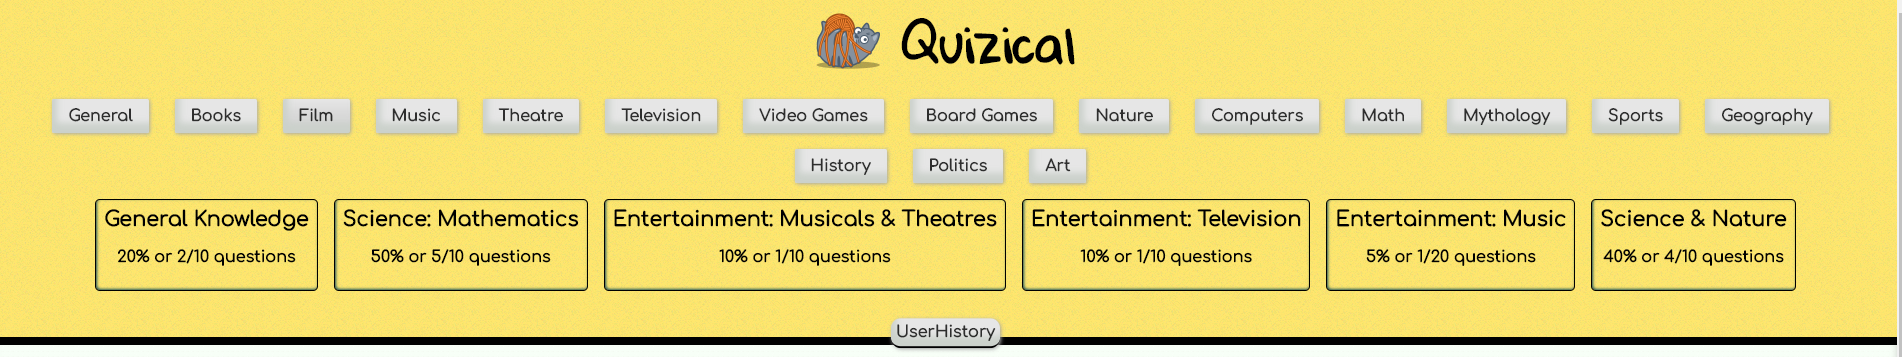 Quizical
General Books Film Music Theatre Television Video Games Board Games Nature Computers Math Mythology Sports Geography
History Politics Art
General Knowledge Science: Mathematics Entertainment: Musicals & Theatres Entertainment: Television Entertainment: Music Science & Nature
20% or 2/10 questions 50% or 5/10 questions 10% or 1/10 questions 10% or 1/10 questions 5% or 1/20 questions 40% or 4/10 questions
UserHistory